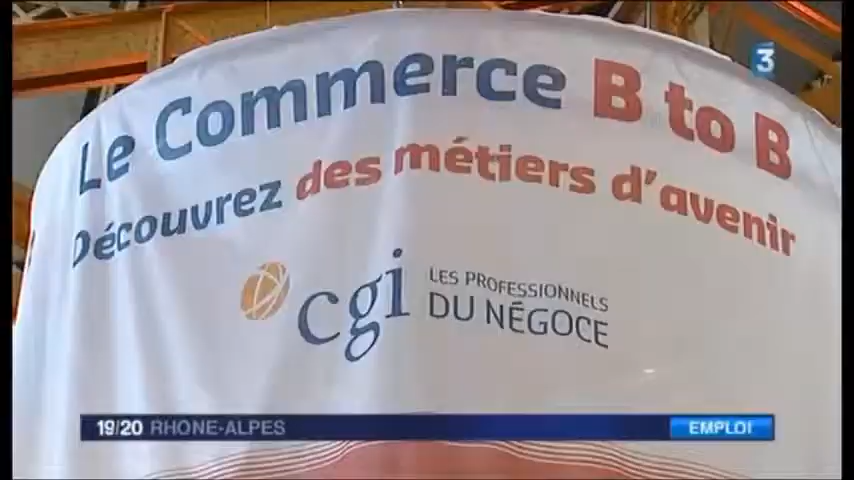 3
Le Commerce B to B
Découvrez des métiers d'avenir
cgi LES PROFESSIONNELS
DU NÉGOCE
19/20 RHONE-ALPES EMPLOI